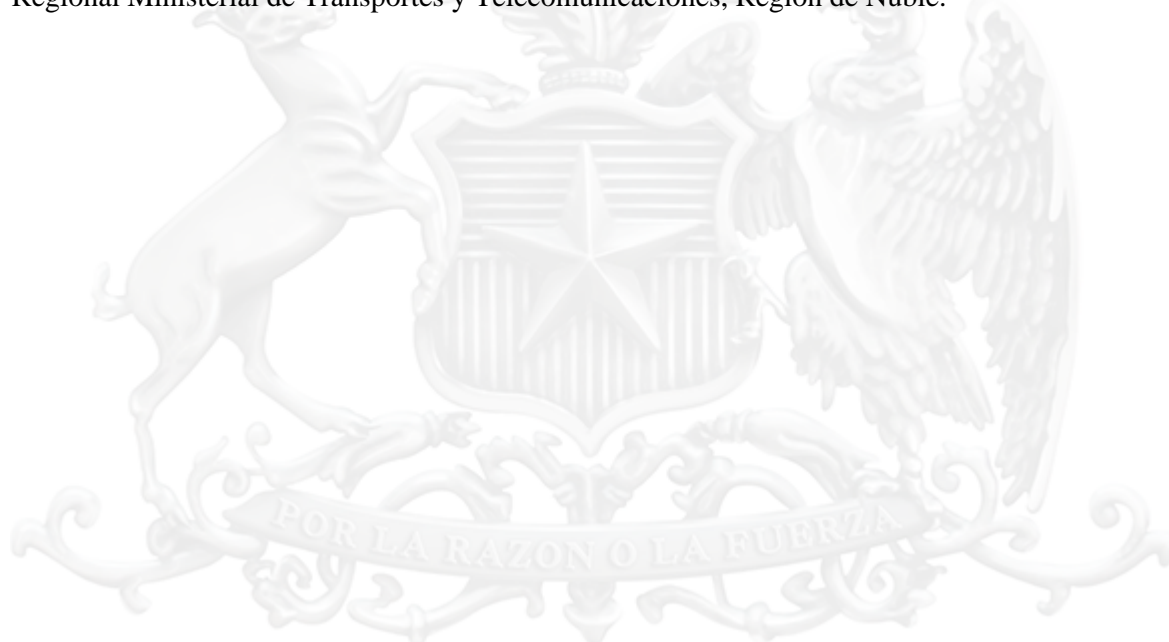 Regional Ministerial de Transportes y Telecomunicaciones, Región de Ñuble.
POR LA RAZON O LA FUERZA